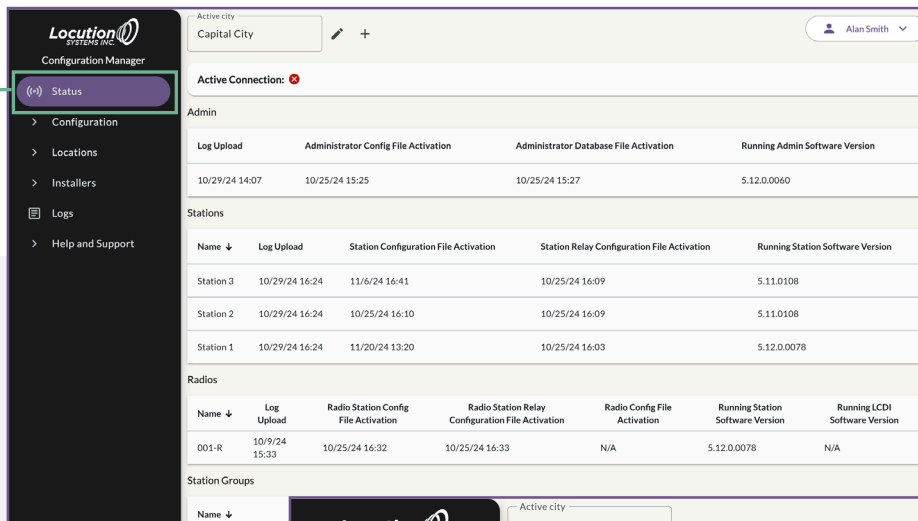 Locution
SYSTEMS INC.
Configuration Manager
Status
Configuration
Locations
Installers
Logs
Help and Support
Active city
Capital City
Alan Smith
Active Connection:
Admin
Log Upload Administrator Config File Activation Administrator Database File Activation Running Admin Software Version
10/29/24 14:07 10/25/24 15:25 10/25/24 15:27 5.12.0.0060
Stations
Name Log Upload Station Configuration File Activation Station Relay Configuration File Activation Running Station Software Version
Station 3 10/29/24 16:24 11/6/24 16:41 10/25/24 16:09 5.11.0108
Station 2 10/29/24 16:24 10/25/24 16:10 10/25/24 16:09 5.11.0108
Station 1 10/29/24 16:24 11/20/24 13:20 10/25/24 16:03 5.12.0.0078
Radios
Name Log Upload Radio Station Config File Activation Radio Station Relay Configuration File Activation Radio Config File Activation Running Station Software Version Running LCDI Software Version
001-R 10/9/24 15:33 10/25/24 16:32 10/25/24 16:33 N/A 5.12.0.0078 N/A
Station Groups
Name
Active city